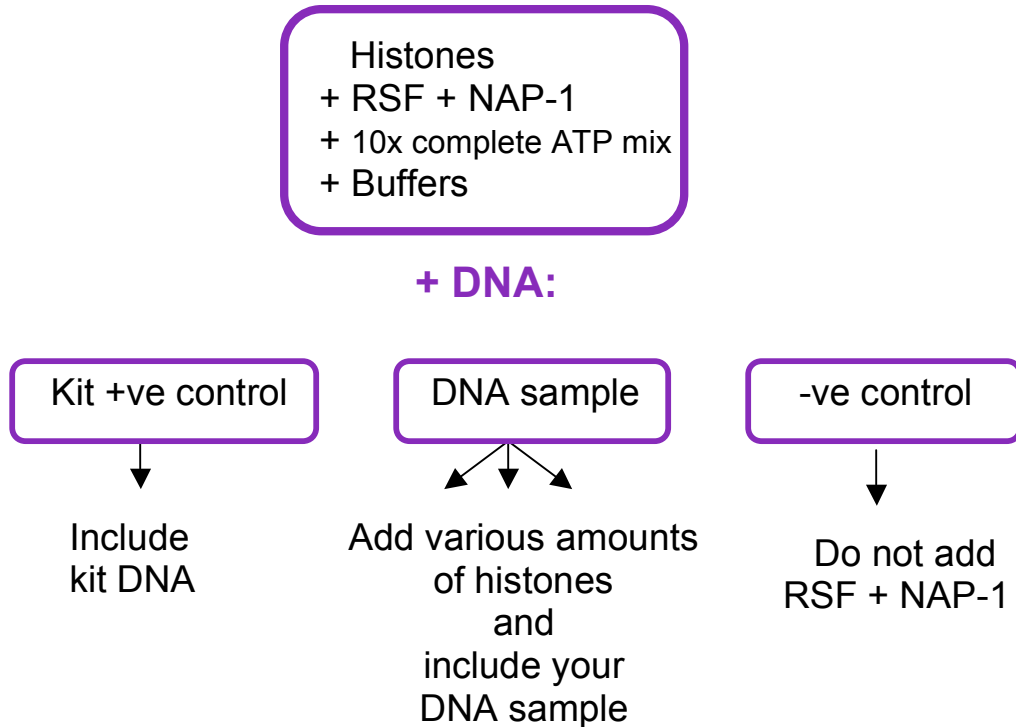 Histones
+ RSF + NAP-1
+ 10x complete ATP mix
+ Buffers
+ DNA:
Kit +ve control
DNA sample
-ve control
Include
kit DNA
Add various amounts
of histones
and
include your
DNA sample
Do not add
RSF + NAP-1